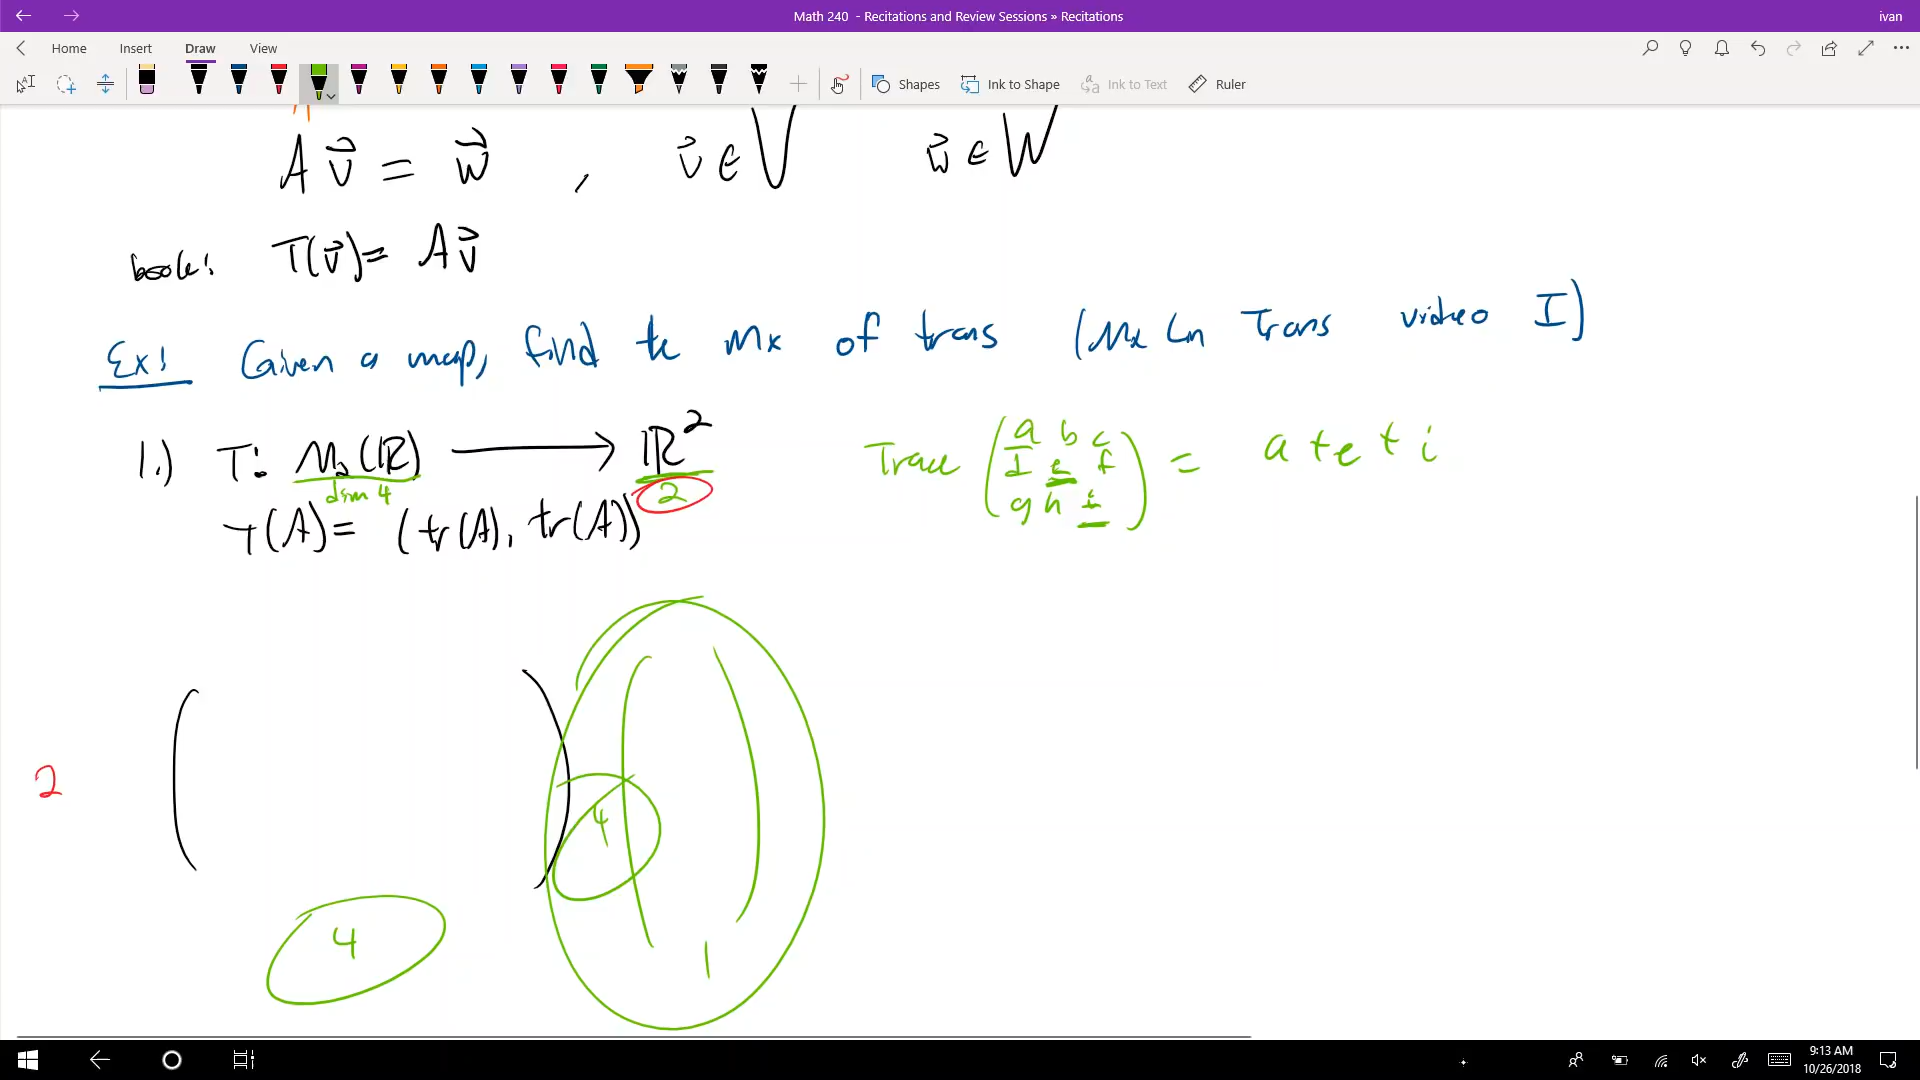 Math 240 - Recitations and Review Sessions » Recitations
ivan
Home Insert Draw View
Shapes Ink to Shape Ink to Text Ruler
A v⃗ = w⃗ , v⃗ ∈ V w⃗ ∈ W
book: T(v⃗) = A v⃗
Ex: Given a map, find te Mx of trans (Mx Ln Trans video I)
1.) T: M₂(ℝ) ⟶ ℝ²
dim 4
2
T(A) = (tr(A), tr(A))
Trace ( a b c
d e f
g h i ) = a + e + i
2
4
4
1
9:13 AM
10/26/2018